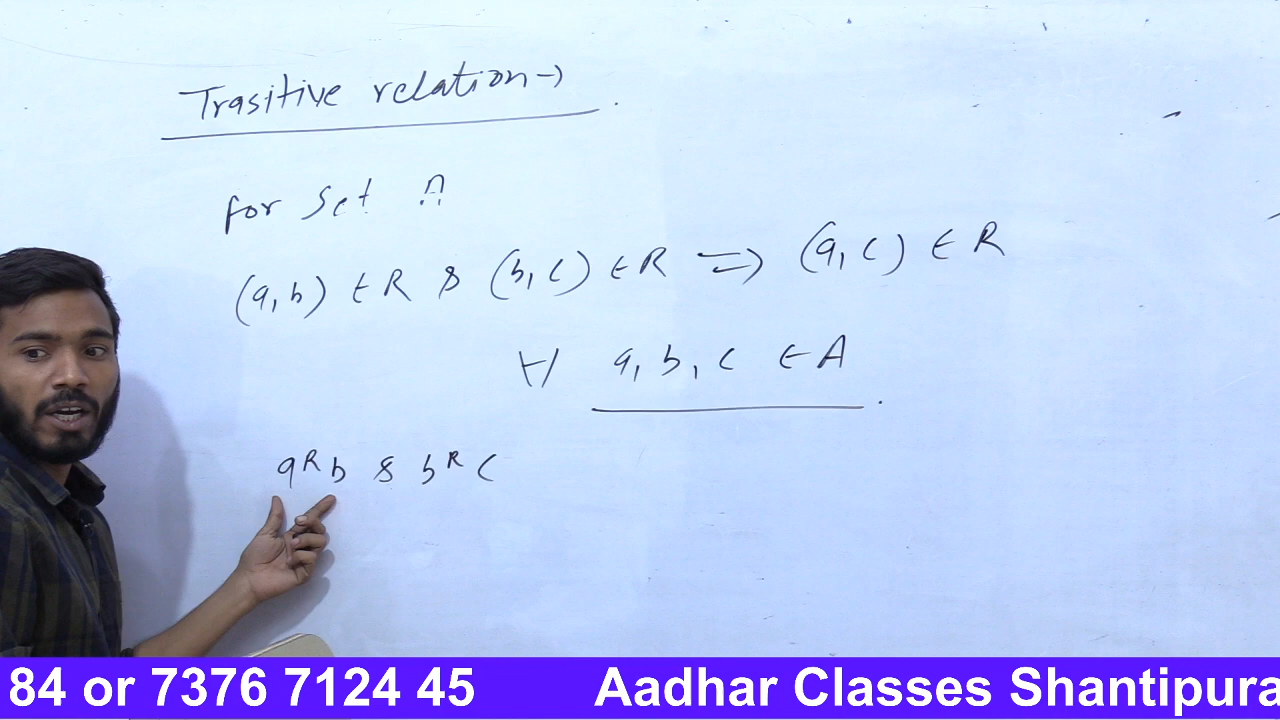 Trasitive relation →
for Set A
(a,b) ∈ R & (b,c) ∈ R ⇒ (a,c) ∈ R
∀ a, b, c ∈ A
aᴿb & bᴿc
84 or 7376 7124 45 Aadhar Classes Shantipura